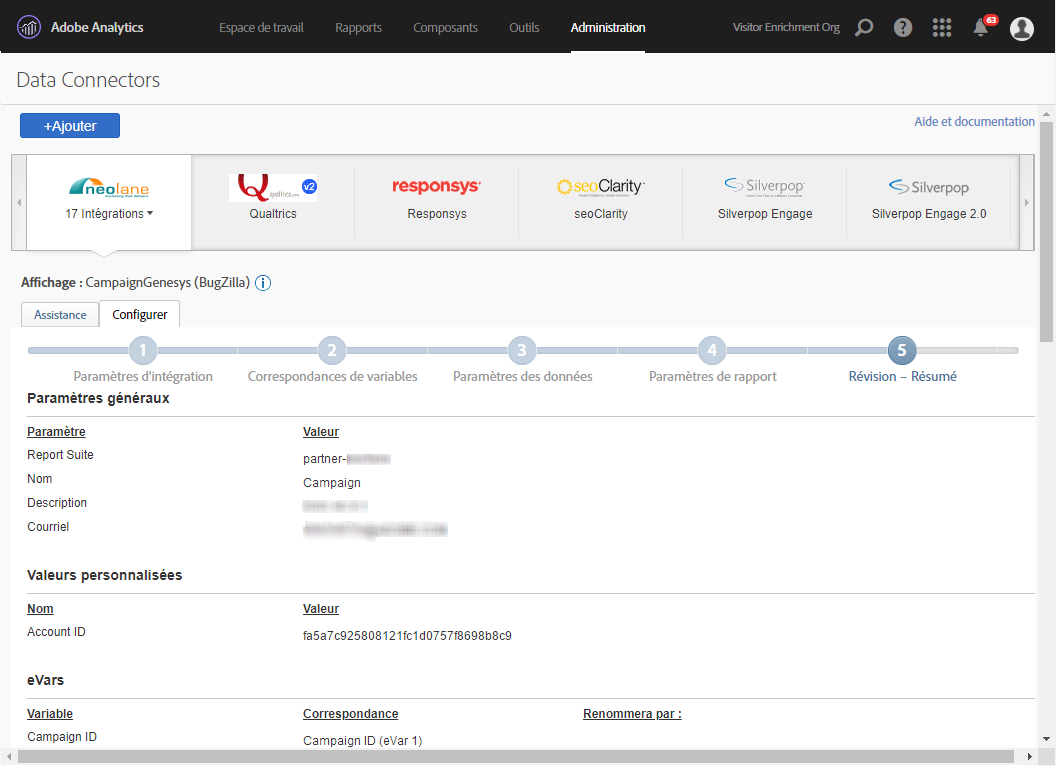 Adobe Analytics Espace de travail Rapports Composants Outils Administration Visitor Enrichment Org ? 63
Data Connectors
+Ajouter Aide et documentation
neolane Q qualtrics.com v2 responsys seoClarity Silverpop Silverpop
17 Intégrations Qualtrics Responsys seoClarity Silverpop Engage Silverpop Engage 2.0
Affichage : CampaignGenesys (BugZilla) i
Assistance Configurer
1 2 3 4 5
Paramètres d'intégration Correspondances de variables Paramètres des données Paramètres de rapport Révision – Résumé
Paramètres généraux
Paramètre Valeur
Report Suite partner-
Nom Campaign
Description
Courriel
Valeurs personnalisées
Nom Valeur
Account ID fa5a7c925808121fc1d0757f8698b8c9
eVars
Variable Correspondance Renommera par :
Campaign ID Campaign ID (eVar 1)